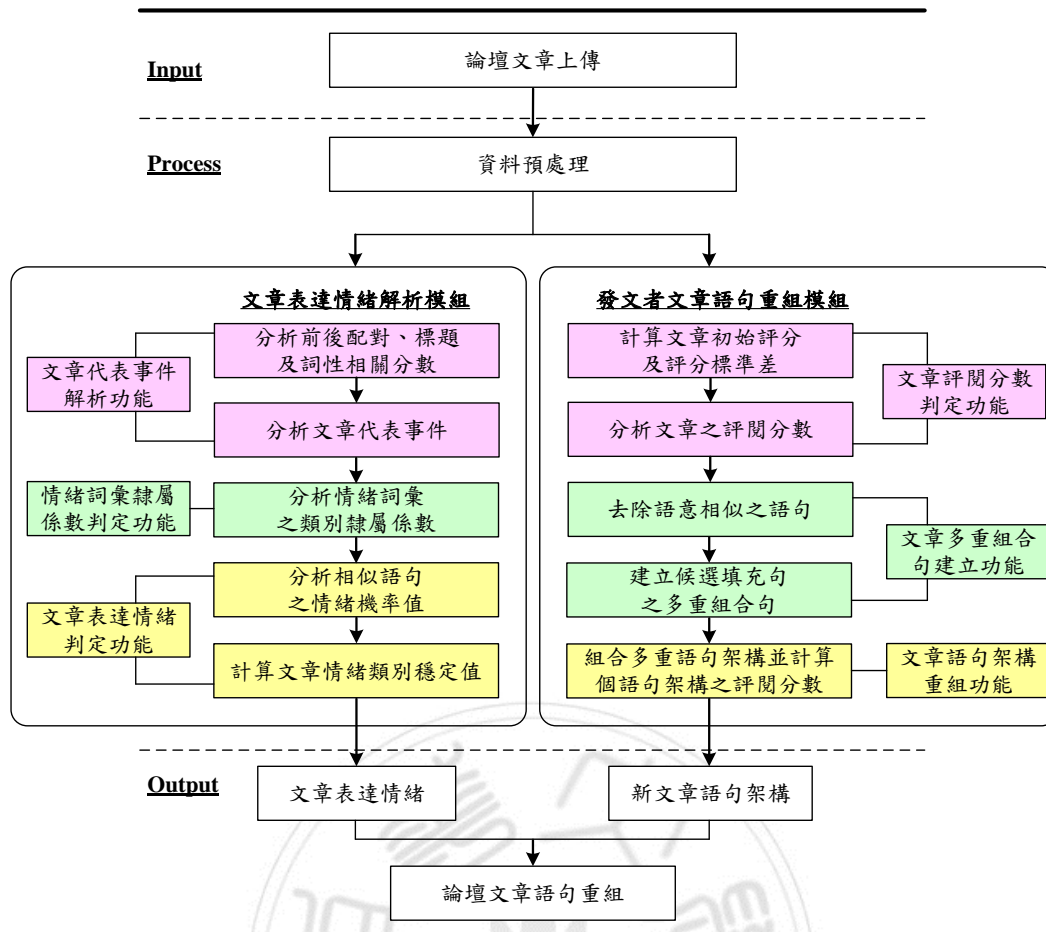 Input
論壇文章上傳
Process
資料預處理
文章表達情緒解析模組
分析前後配對、標題
及詞性相關分數
文章代表事件
解析功能
分析文章代表事件
情緒詞彙隸屬
係數判定功能
分析情緒詞彙
之類別隸屬係數
分析相似語句
之情緒機率值
文章表達情緒
判定功能
計算文章情緒類別穩定值
發文者文章語句重組模組
計算文章初始評分
及評分標準差
文章評閱分數
判定功能
分析文章之評閱分數
去除語意相似之語句
文章多重組合
句建立功能
建立候選填充句
之多重組合句
組合多重語句架構並計算
個語句架構之評閱分數
文章語句架構
重組功能
Output
文章表達情緒
新文章語句架構
論壇文章語句重組